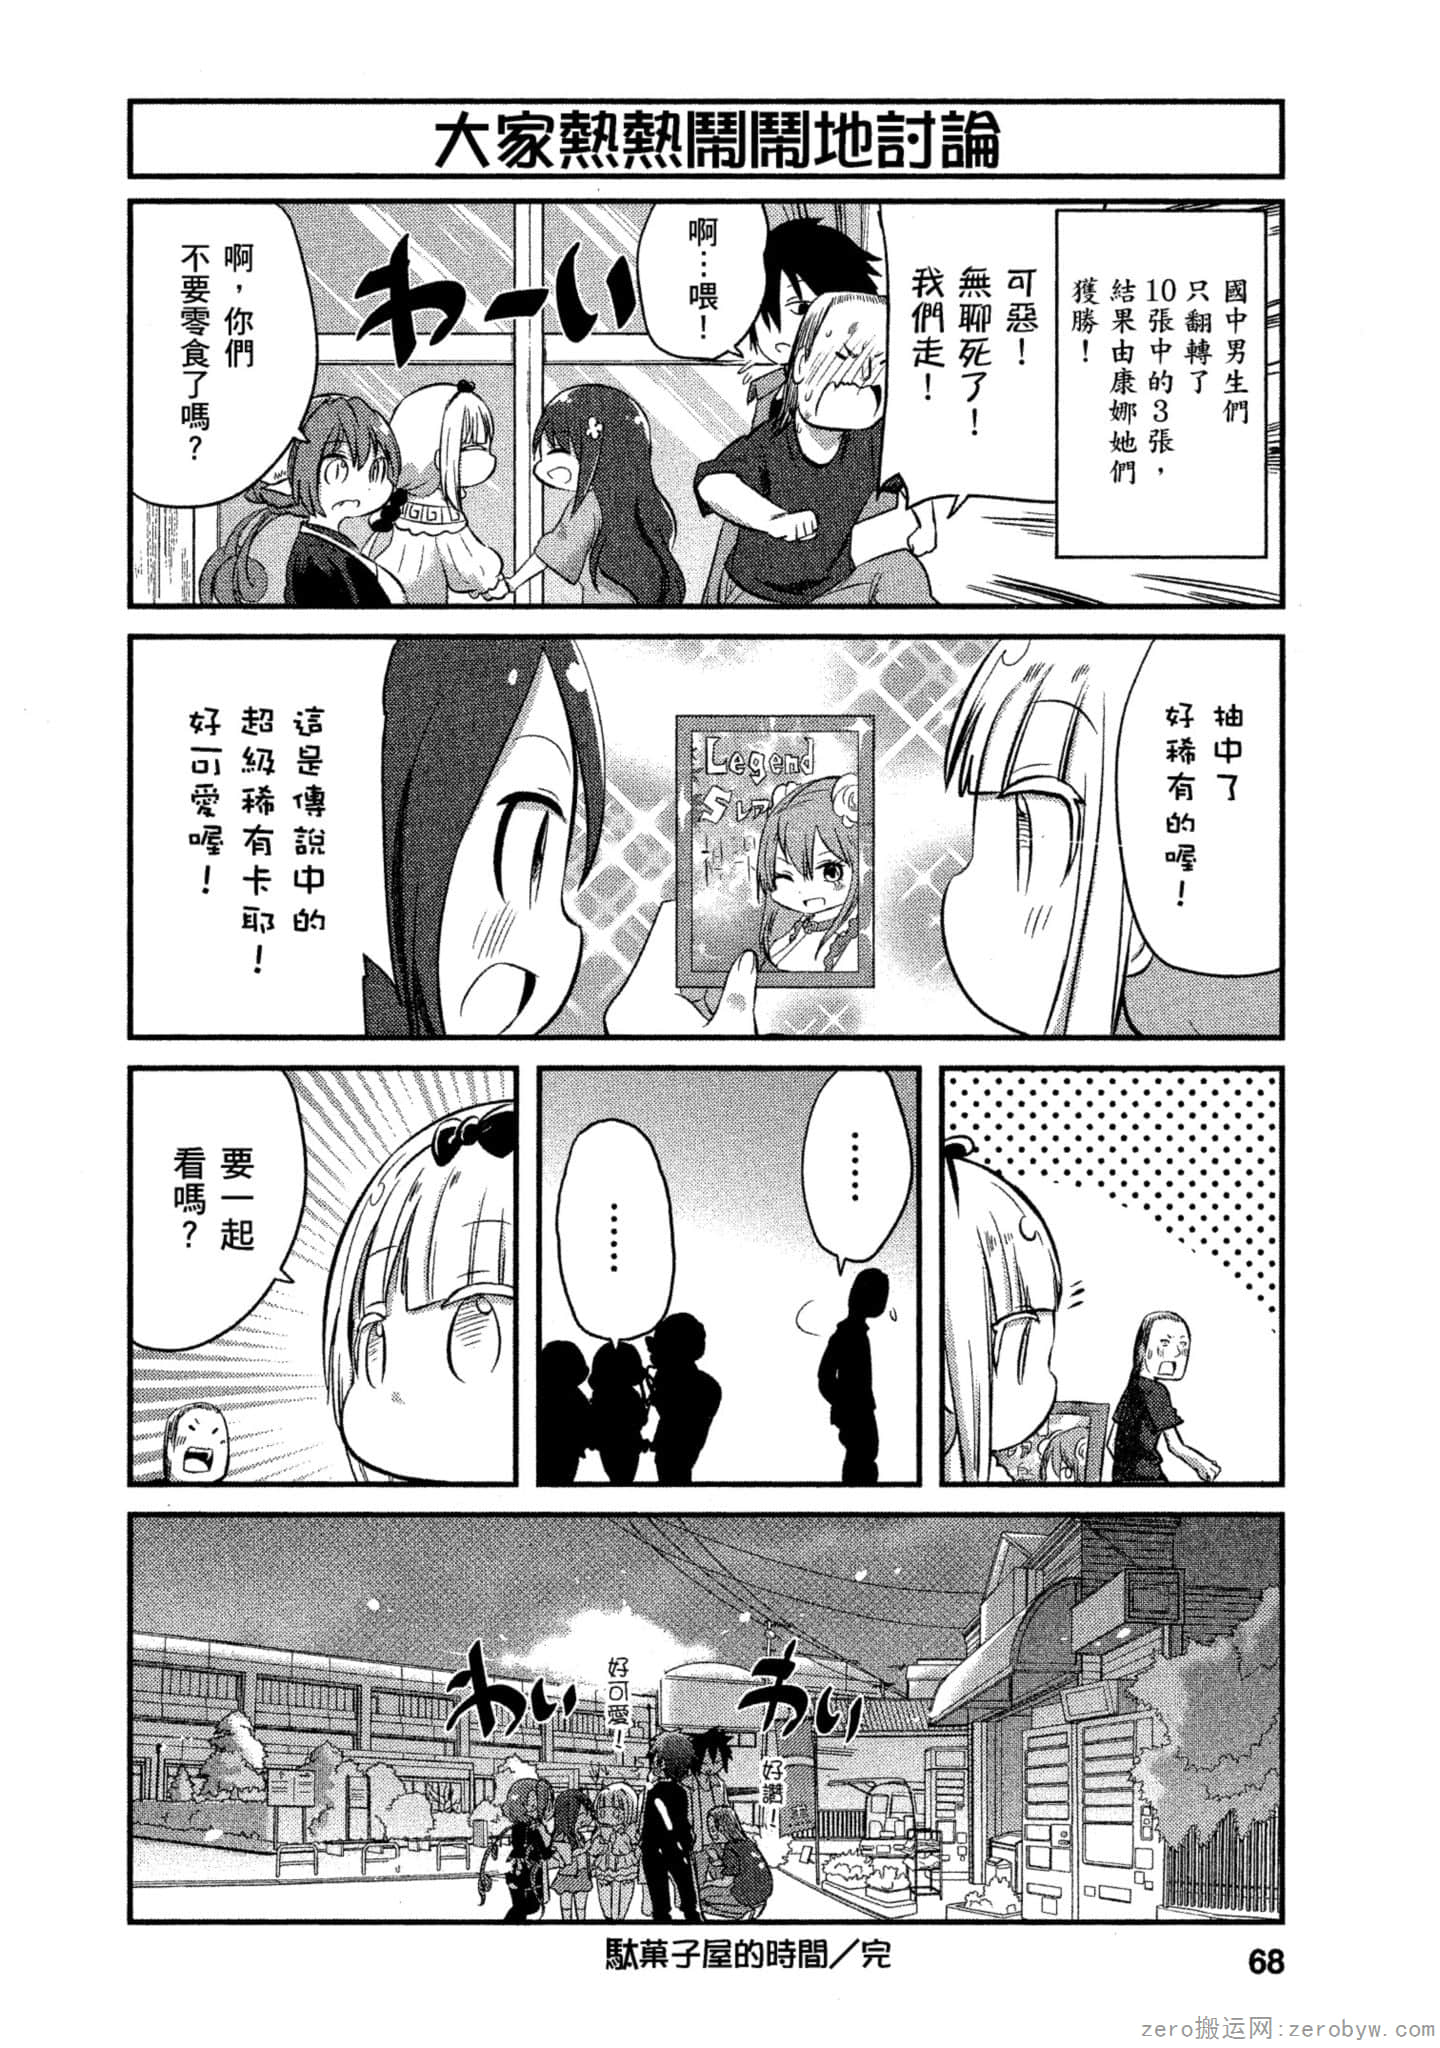 大家熱熱鬧鬧地討論
國中男生們
只翻轉了
10張中的3張，
結果由康娜她們
獲勝！
可惡！
無聊死了！
我們走！
啊…喂！
わーい
啊，你們
不要零食了嗎？
抽中了
好稀有的喔！
Legend
這是傳說中的
超級稀有卡耶！
好可愛喔！
……
……
要一起
看嗎？
わい
好讚！
好可愛！
わい
駄菓子屋的時間／完
68
zero搬运网:zerobyw.com